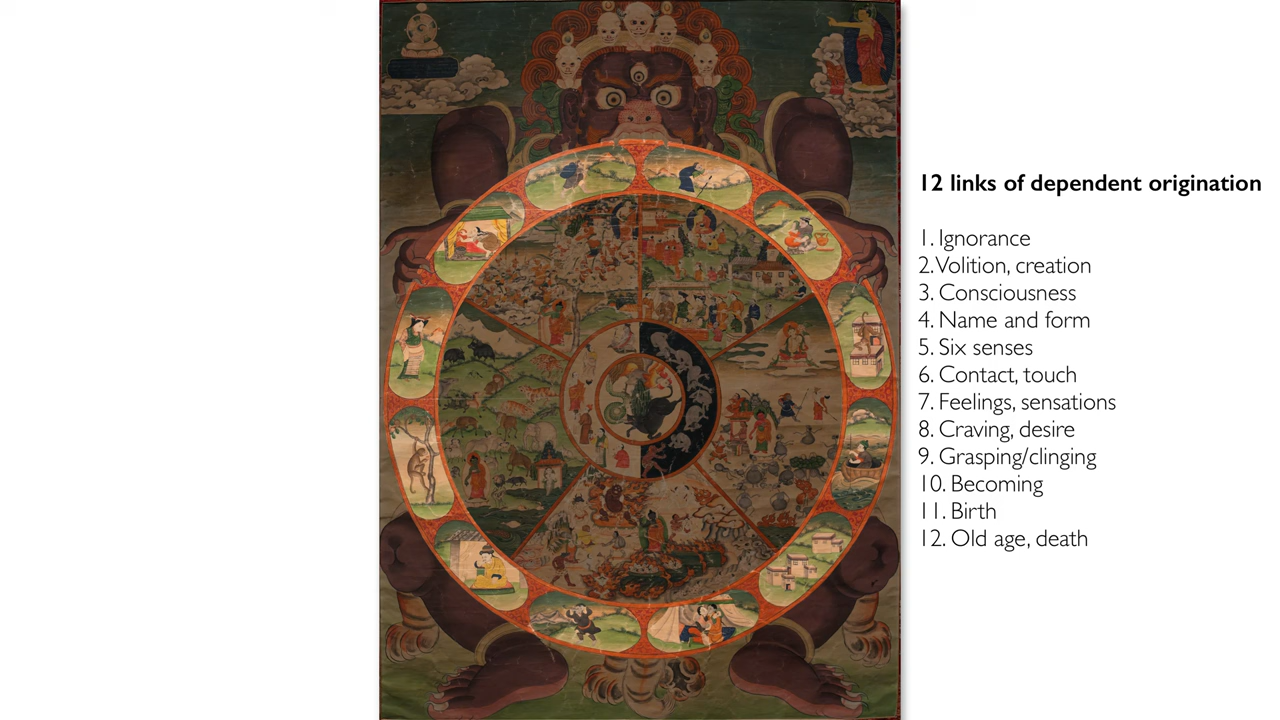 12 links of dependent origination
1. Ignorance
2. Volition, creation
3. Consciousness
4. Name and form
5. Six senses
6. Contact, touch
7. Feelings, sensations
8. Craving, desire
9. Grasping/clinging
10. Becoming
11. Birth
12. Old age, death